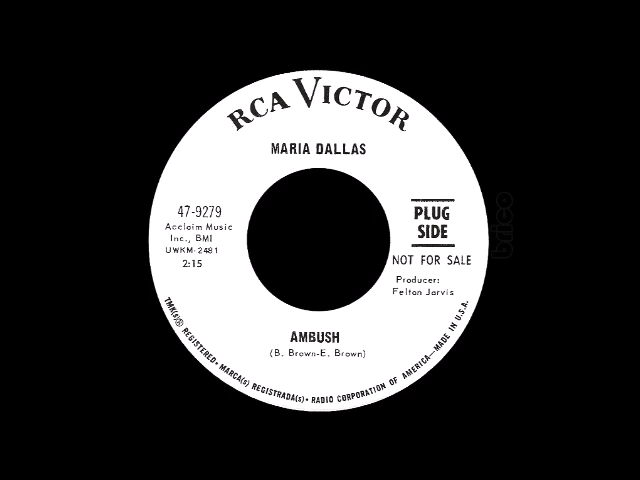 RCA VICTOR
MARIA DALLAS
47-9279
Acclaim Music
Inc., BMI
UWKM-2481
2:15
PLUG
SIDE
NOT FOR SALE
Producer:
Felton Jarvis
AMBUSH
(B. Brown-E. Brown)
TMK(s)® REGISTERED • MARCA(s) REGISTRADA(s) • RADIO CORPORATION OF AMERICA—MADE IN U.S.A.
brico